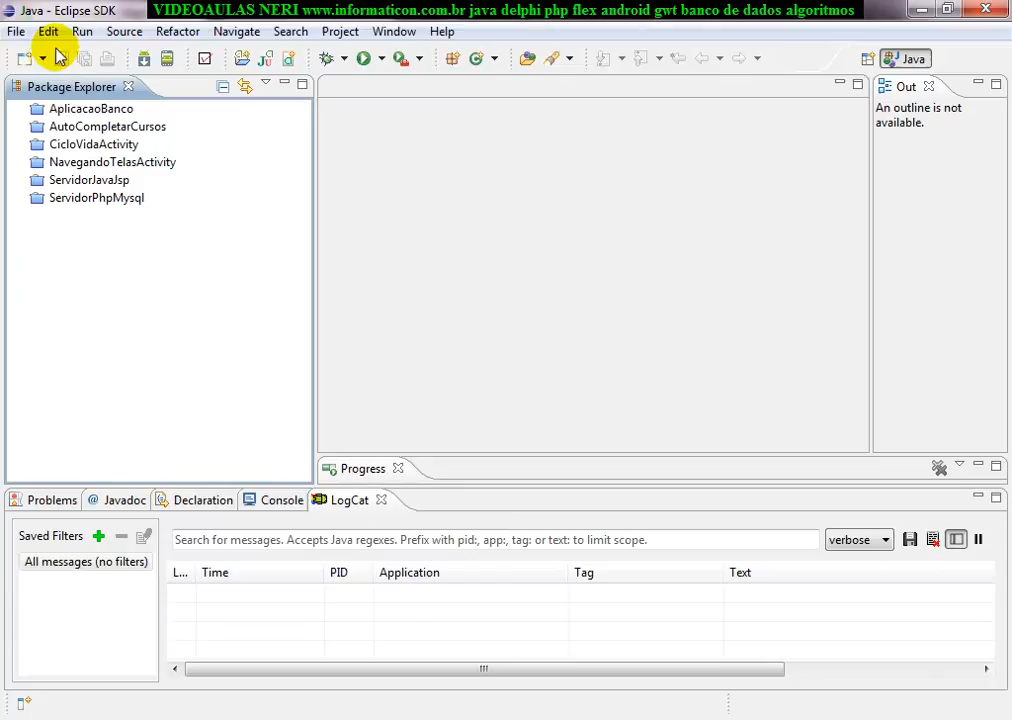 Java - Eclipse SDK
VIDEOAULAS NERI www.informaticon.com.br java delphi php flex android gwt banco de dados algoritmos
File Edit Run Source Refactor Navigate Search Project Window Help
Java
Package Explorer
AplicacaoBanco
AutoCompletarCursos
CicloVidaActivity
NavegandoTelasActivity
ServidorJavaJsp
ServidorPhpMysql
Out
An outline is not
available.
Progress
Problems @ Javadoc Declaration Console LogCat
Saved Filters
All messages (no filters)
Search for messages. Accepts Java regexes. Prefix with pid:, app:, tag: or text: to limit scope.
verbose
L... Time PID Application Tag Text